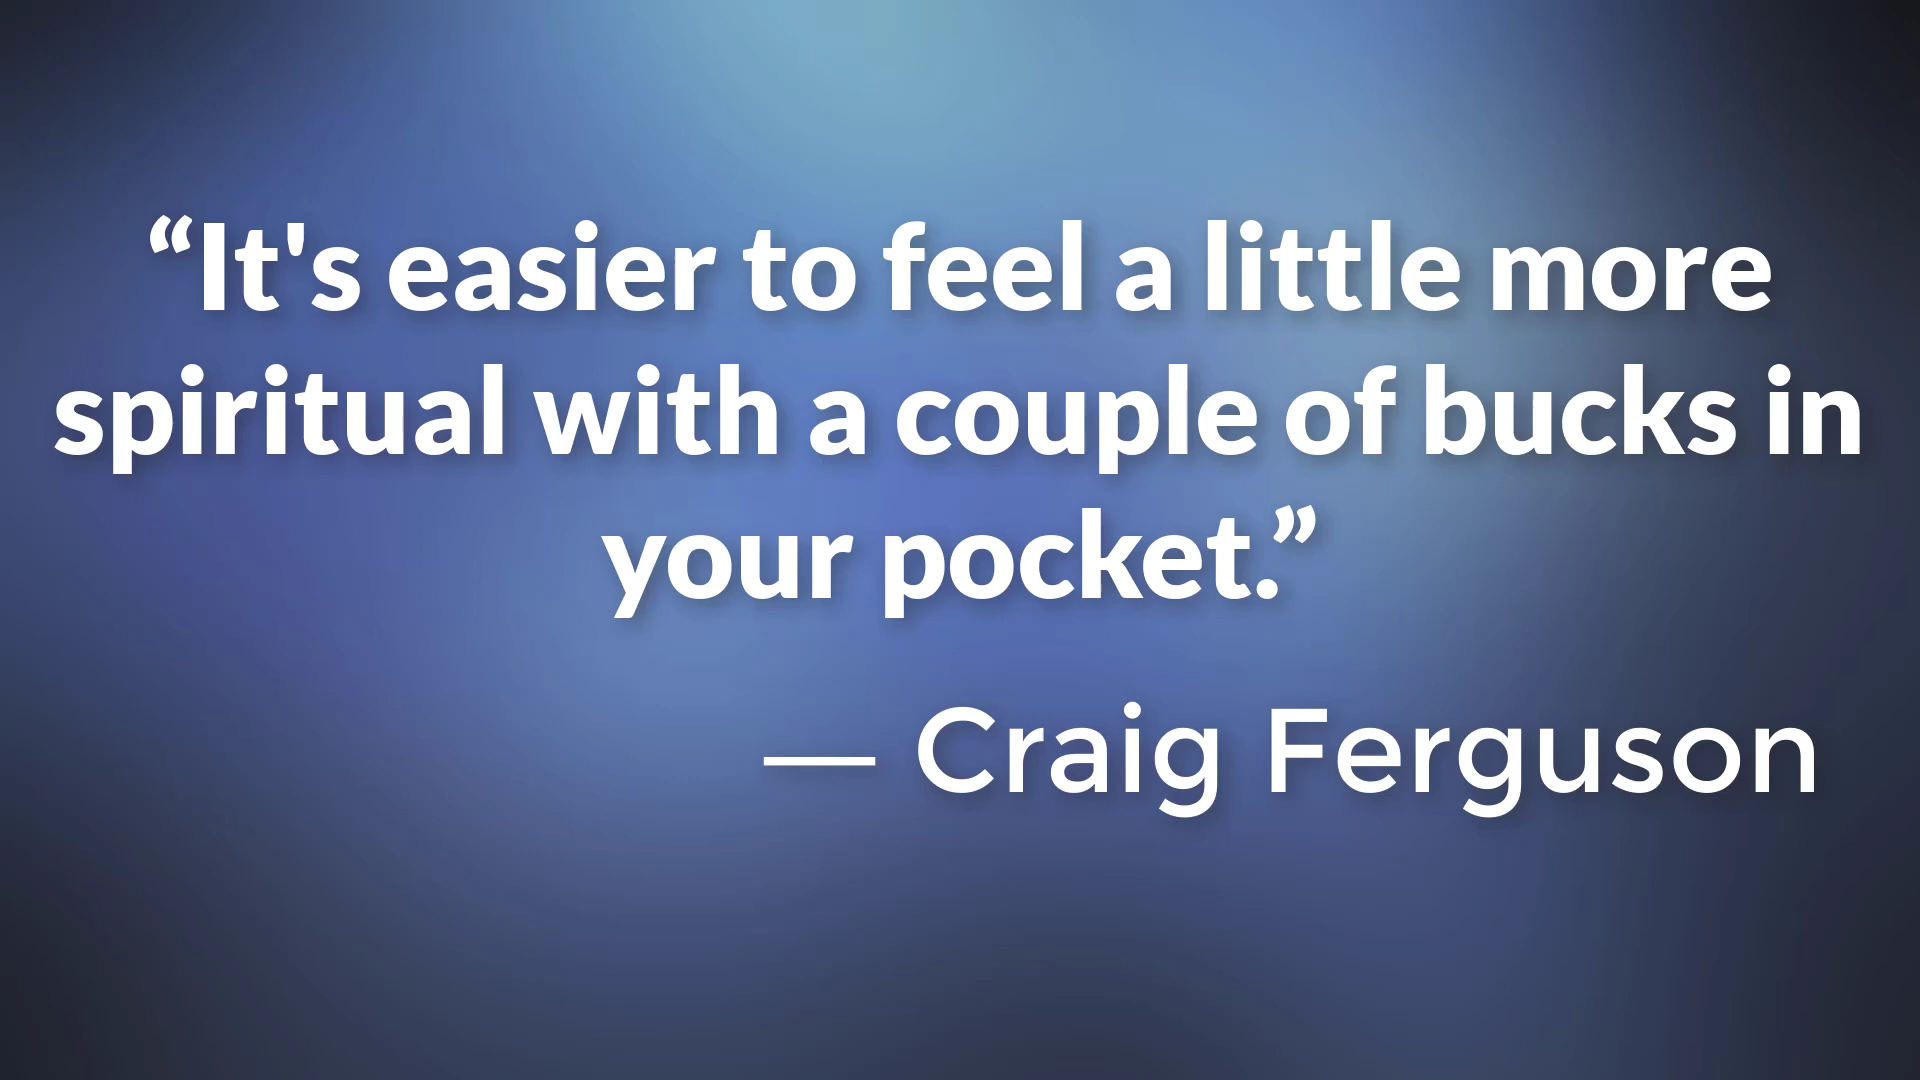 “It's easier to feel a little more
spiritual with a couple of bucks in
your pocket.”
— Craig Ferguson